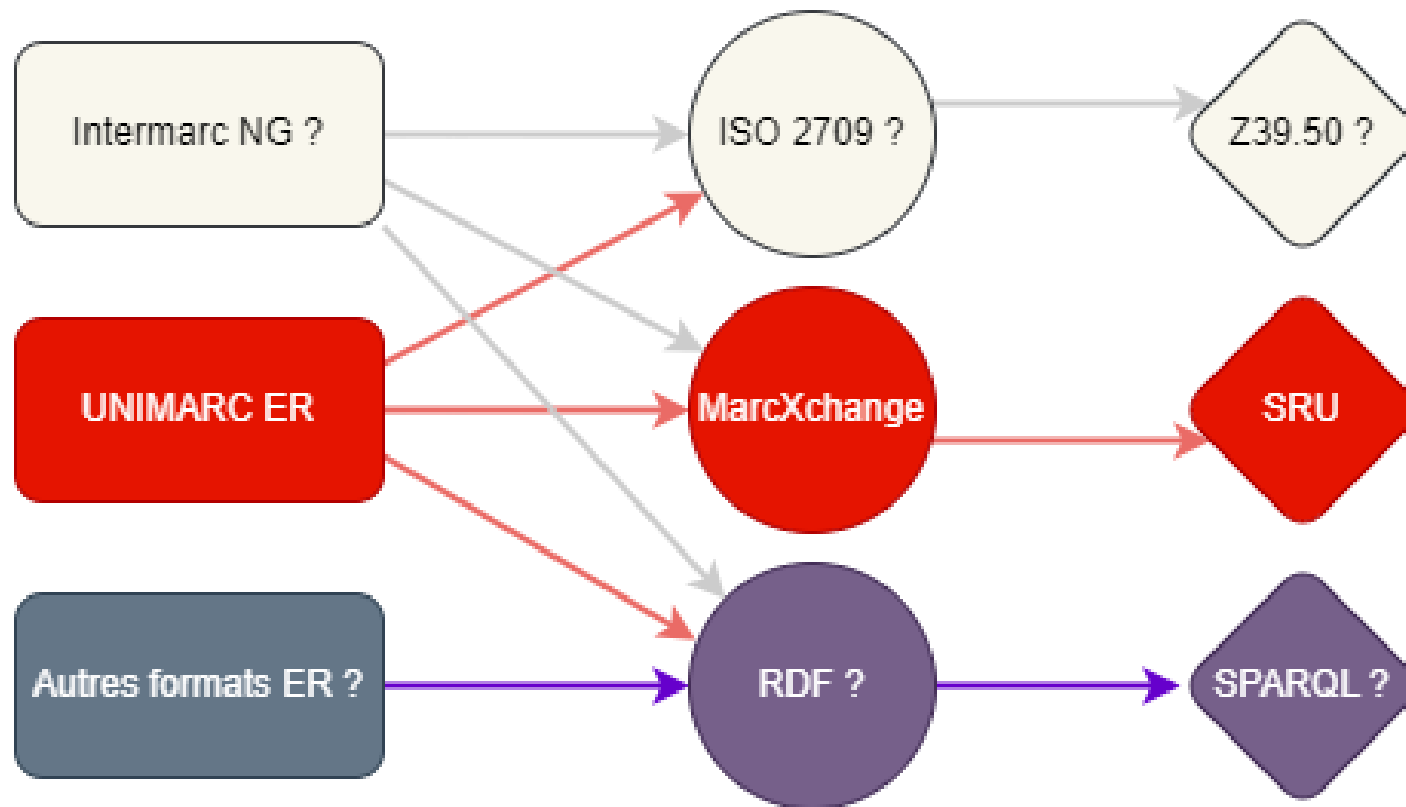 Intermarc NG ?
ISO 2709 ?
Z39.50 ?
UNIMARC ER
MarcXchange
SRU
Autres formats ER ?
RDF ?
SPARQL ?